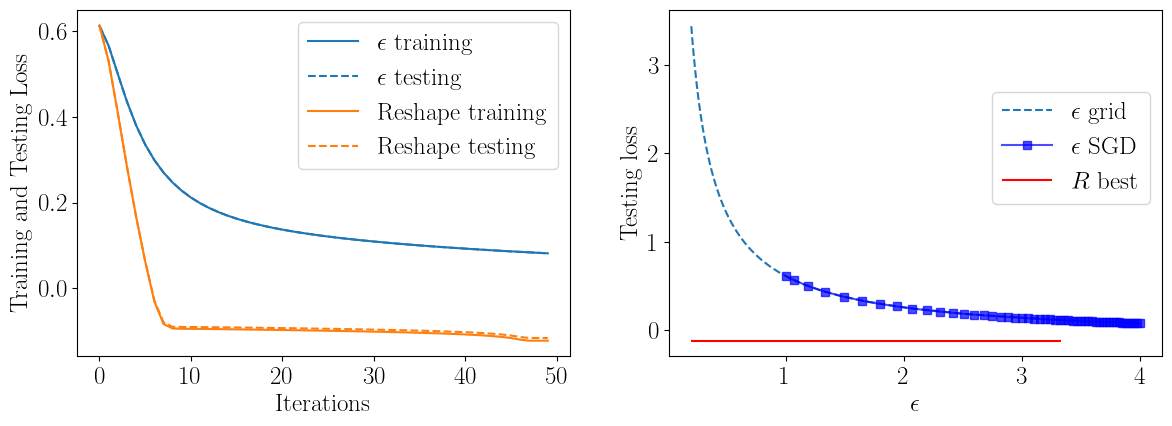 Training and Testing Loss
0.6
0.4
0.2
0.0
ϵ training
ϵ testing
Reshape training
Reshape testing
0 10 20 30 40 50
Iterations
Testing loss
3
2
1
0
ϵ grid
ϵ SGD
R best
1 2 3 4
ϵ